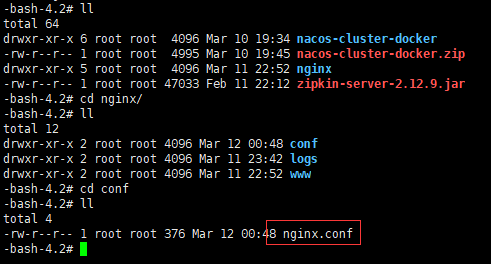 -bash-4.2# ll
total 64
drwxr-xr-x 6 root root  4096 Mar 10 19:34 nacos-cluster-docker
-rw-r--r-- 1 root root  4995 Mar 10 19:45 nacos-cluster-docker.zip
drwxr-xr-x 5 root root  4096 Mar 11 22:52 nginx
-rw-r--r-- 1 root root 47033 Feb 11 22:12 zipkin-server-2.12.9.jar
-bash-4.2# cd nginx/
-bash-4.2# ll
total 12
drwxr-xr-x 2 root root 4096 Mar 12 00:48 conf
drwxr-xr-x 2 root root 4096 Mar 11 23:42 logs
drwxr-xr-x 2 root root 4096 Mar 11 22:52 www
-bash-4.2# cd conf
-bash-4.2# ll
total 4
-rw-r--r-- 1 root root 376 Mar 12 00:48 nginx.conf
-bash-4.2#